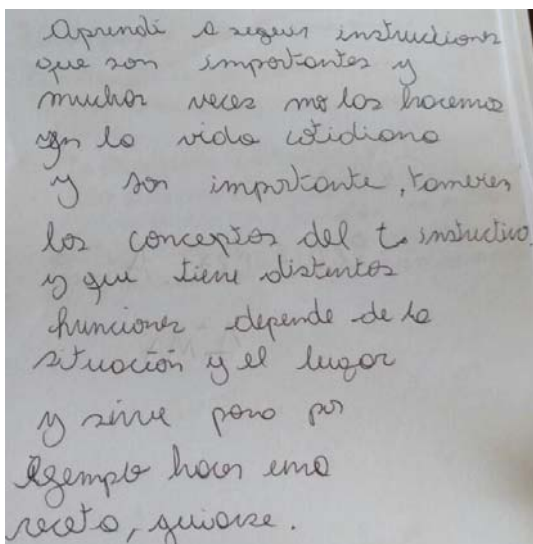 Aprendi a seguir instrucciones
que son importantes y
muchas veces no los hacemos
en la vida cotidiana
y son importante, tameien
los conceptos del t. instructivo
y que tiene distintos
funciones depende de la
situación y el lugar
y sirve para por
ejemplo hacer una
receta, guiarse.